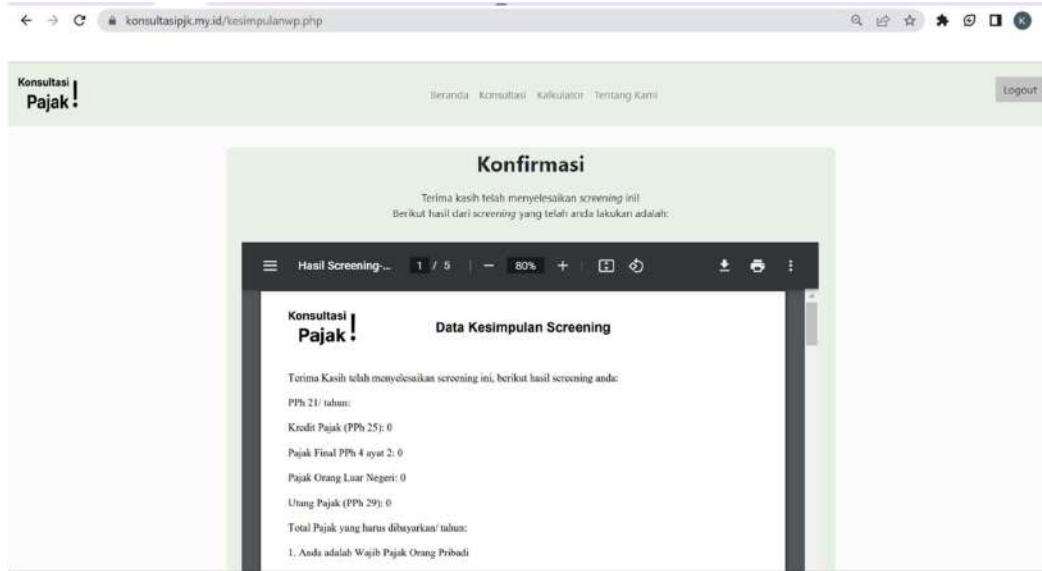 konsultasipjk.my.id/kesimpulanwp.php
K
Konsultasi
Pajak!
Beranda Konsultasi Kalkulator Tentang Kami
Logout
Konfirmasi
Terima kasih telah menyelesaikan screening ini!
Berikut hasil dari screening yang telah anda lakukan adalah:
Hasil Screening-... 1 / 5 80%
Konsultasi
Pajak!
Data Kesimpulan Screening
Terima Kasih telah menyelesaikan screening ini, berikut hasil screening anda:
PPh 21/ tahun:
Kredit Pajak (PPh 25): 0
Pajak Final PPh 4 ayat 2: 0
Pajak Orang Luar Negeri: 0
Utang Pajak (PPh 29): 0
Total Pajak yang harus dibayarkan/ tahun:
1. Anda adalah Wajib Pajak Orang Pribadi